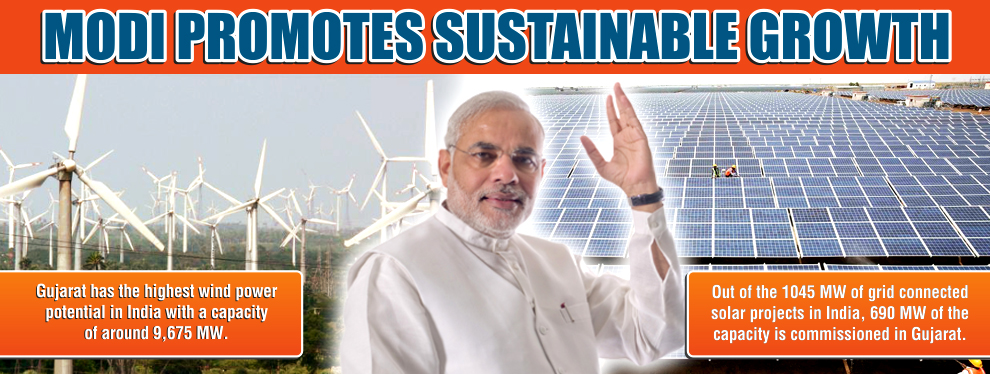 MODI PROMOTES SUSTAINABLE GROWTH
Gujarat has the highest wind power
potential in India with a capacity
of around 9,675 MW.
Out of the 1045 MW of grid connected
solar projects in India, 690 MW of the
capacity is commissioned in Gujarat.